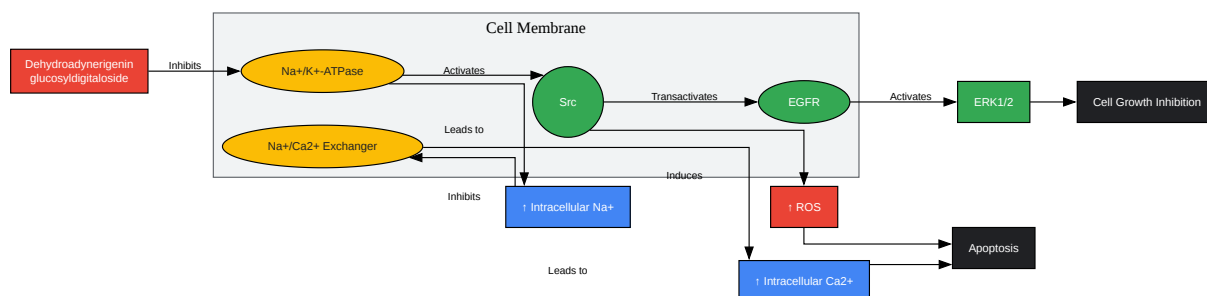 Cell Membrane
Dehydroadynerigenin
glucosyldigitaloside
Inhibits
Na+/K+-ATPase
Activates
Src
Transactivates
EGFR
Activates
ERK1/2
Cell Growth Inhibition
Leads to
Na+/Ca2+ Exchanger
Induces
Inhibits
↑ Intracellular Na+
↑ ROS
Apoptosis
Leads to
↑ Intracellular Ca2+